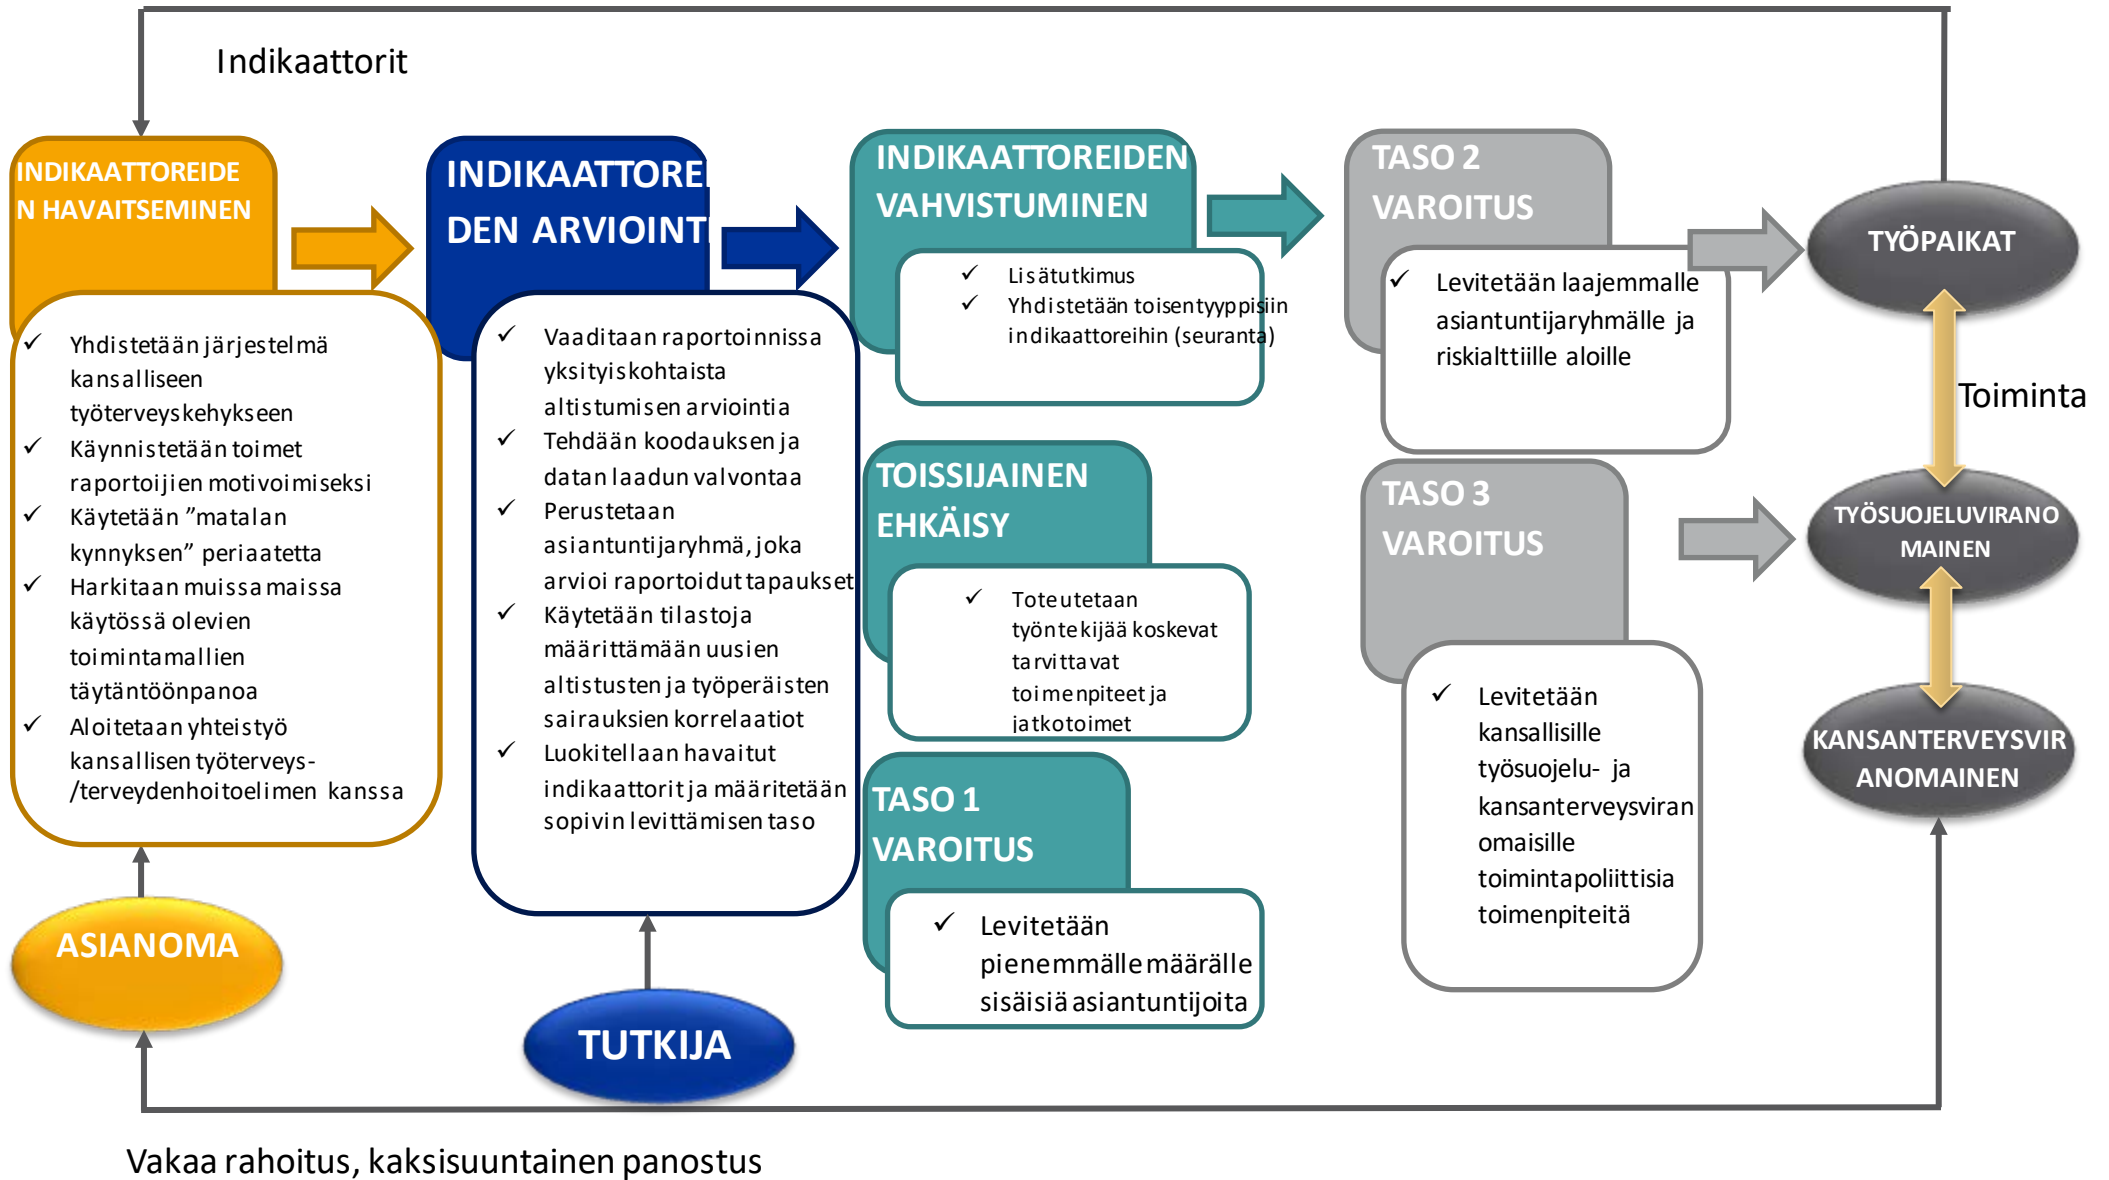 Indikaattorit
INDIKAATTOREIDE
N HAVAITSEMINEN
✓ Yhdistetään järjestelmä
kansalliseen
työterveyskehykseen
✓ Käynnistetään toimet
raportoijien motivoimiseksi
✓ Käytetään ”matalan
kynnyksen” periaatetta
✓ Harkitaan muissa maissa
käytössä olevien
toimintamallien
täytäntöönpanoa
✓ Aloitetaan yhteistyö
kansallisen työterveys-
/terveydenhoitoelimen kanssa
ASIANOMA
INDIKAATTOREI
DEN ARVIOINTI
✓ Vaaditaan raportoinnissa
yksityiskohtaista
altistumisen arviointia
✓ Tehdään koodauksen ja
datan laadun valvontaa
✓ Perustetaan
asiantuntijaryhmä, joka
arvioi raportoidut tapaukset
✓ Käytetään tilastoja
määrittämään uusien
altistusten ja työperäisten
sairauksien korrelaatiot
✓ Luokitellaan havaitut
indikaattorit ja määritetään
sopivin levittämisen taso
TUTKIJA
INDIKAATTOREIDEN
VAHVISTUMINEN
✓ Lisätutkimus
✓ Yhdistetään toisentyyppisiin
indikaattoreihin (seuranta)
TOISSIJAINEN
EHKÄISY
✓ Toteutetaan
työntekijää koskevat
tarvittavat
toimenpiteet ja
jatkotoimet
TASO 1
VAROITUS
✓ Levitetään
pienemmälle määrälle
sisäisiä asiantuntijoita
TASO 2
VAROITUS
✓ Levitetään laajemmalle
asiantuntijaryhmälle ja
riskialttiille aloille
TASO 3
VAROITUS
✓ Levitetään
kansallisille
työsuojelu- ja
kansanterveysviran
omaisille
toimintapoliittisia
toimenpiteitä
TYÖPAIKAT
Toiminta
TYÖSUOJELUVIRANO
MAINEN
KANSANTERVEYSVIR
ANOMAINEN
Vakaa rahoitus, kaksisuuntainen panostus